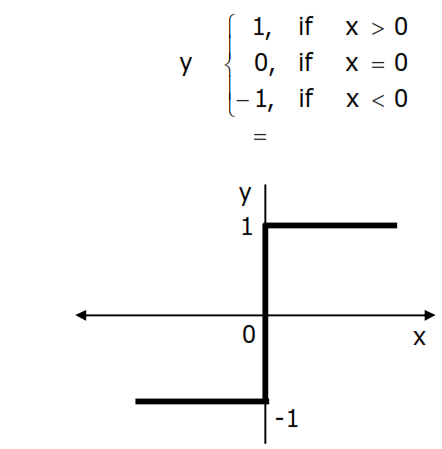 1, if x > 0
y 0, if x = 0
− 1, if x < 0
=
y
1
0
x
-1